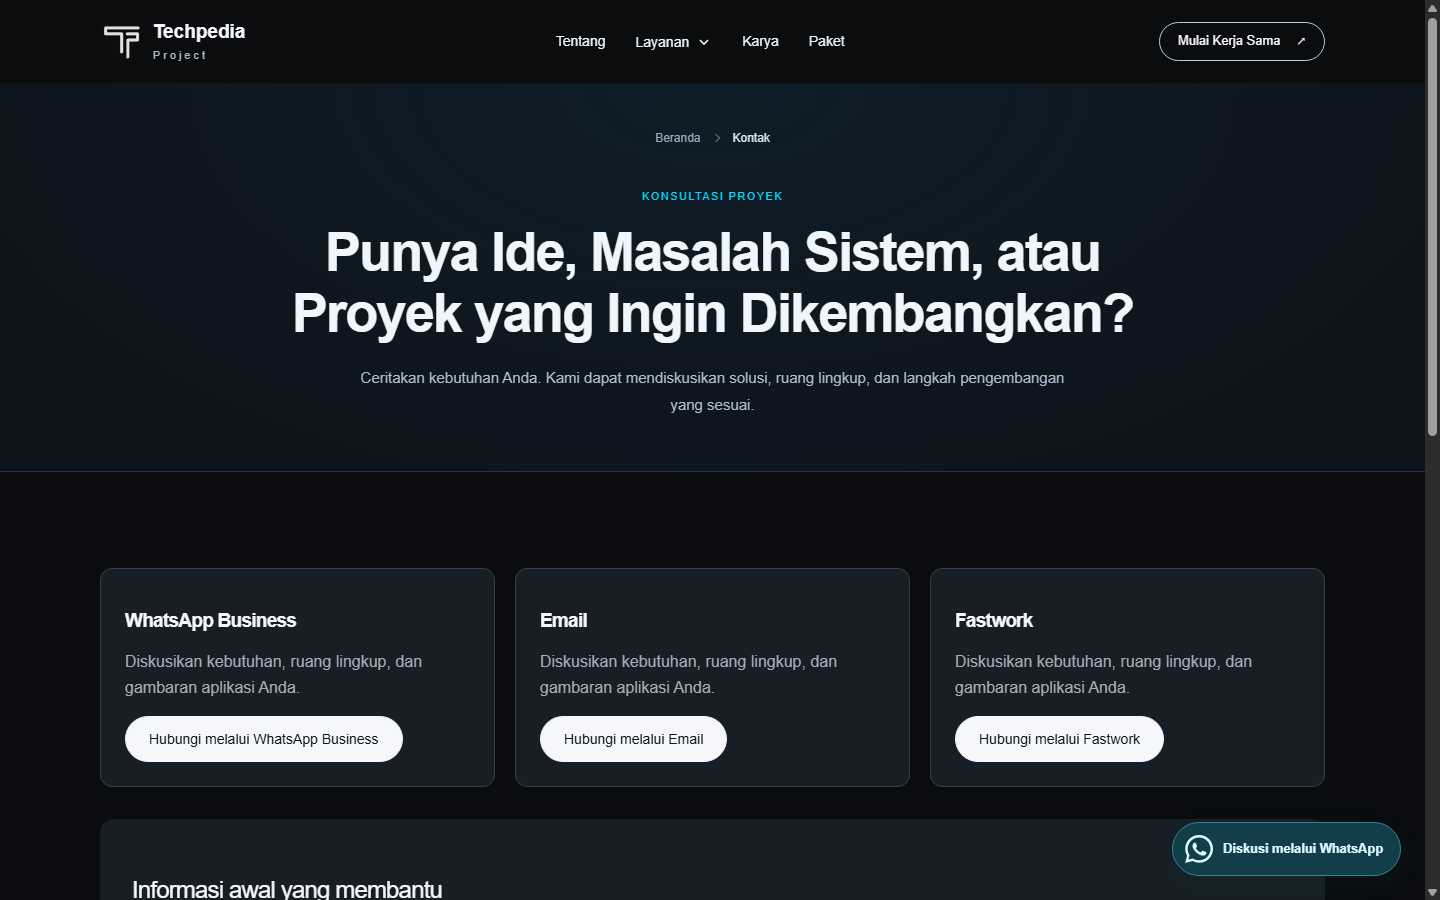 Techpedia
Project
Tentang
Layanan
Karya
Paket
Mulai Kerja Sama
Beranda
Kontak
KONSULTASI PROYEK
Punya Ide, Masalah Sistem, atau
Proyek yang Ingin Dikembangkan?
Ceritakan kebutuhan Anda. Kami dapat mendiskusikan solusi, ruang lingkup, dan langkah pengembangan
yang sesuai.
WhatsApp Business
Diskusikan kebutuhan, ruang lingkup, dan
gambaran aplikasi Anda.
Hubungi melalui WhatsApp Business
Email
Diskusikan kebutuhan, ruang lingkup, dan
gambaran aplikasi Anda.
Hubungi melalui Email
Fastwork
Diskusikan kebutuhan, ruang lingkup, dan
gambaran aplikasi Anda.
Hubungi melalui Fastwork
Informasi awal yang membantu
Diskusi melalui WhatsApp